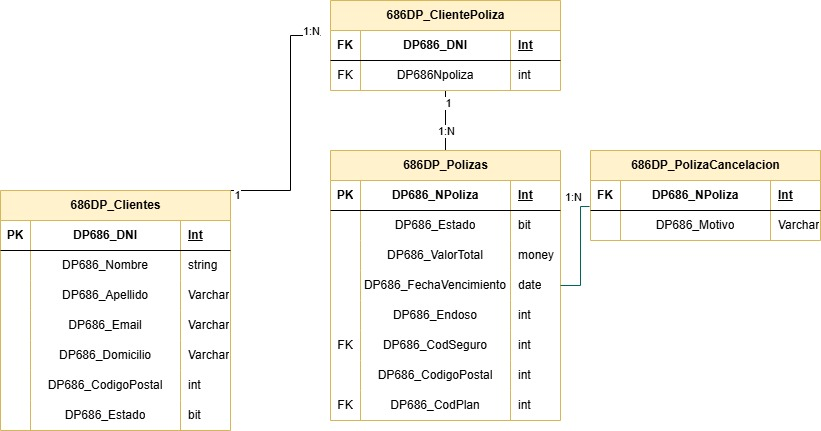 686DP_ClientePoliza
FK DP686_DNI Int
FK DP686Npoliza int
1:N
1
1:N
686DP_Polizas
PK DP686_NPoliza Int
DP686_Estado bit
DP686_ValorTotal money
DP686_FechaVencimiento date
DP686_Endoso int
FK DP686_CodSeguro int
DP686_CodigoPostal int
FK DP686_CodPlan int
686DP_PolizaCancelacion
FK DP686_NPoliza Int
DP686_Motivo Varchar
1:N
1
686DP_Clientes
PK DP686_DNI Int
DP686_Nombre string
DP686_Apellido Varchar
DP686_Email Varchar
DP686_Domicilio Varchar
DP686_CodigoPostal int
DP686_Estado bit